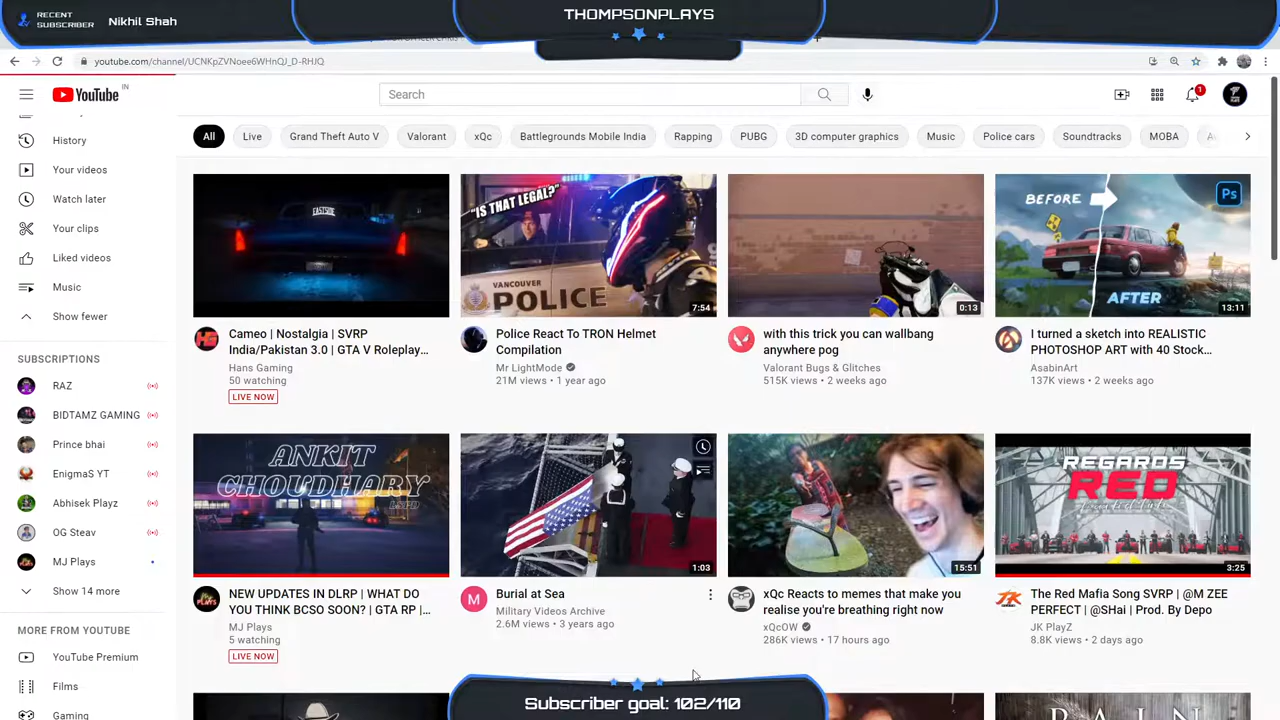 RECENT
SUBSCRIBER
Nikhil Shah
THOMPSONPLAYS
youtube.com/channel/UCNKpZVNoee6WHnQJ_D-RHJQ
YouTube IN
Search
1
History
Your videos
Watch later
Your clips
Liked videos
Music
Show fewer
SUBSCRIPTIONS
RAZ
BIDTAMZ GAMING
Prince bhai
EnigmaS YT
Abhisek Playz
OG Steav
MJ Plays
Show 14 more
MORE FROM YOUTUBE
YouTube Premium
Films
Gaming
All Live Grand Theft Auto V Valorant xQc Battlegrounds Mobile India Rapping PUBG 3D computer graphics Music Police cars Soundtracks MOBA
EASTSIDE
"IS THAT LEGAL?"
VANCOUVER
POLICE
7:54
0:13
BEFORE
Ps
AFTER
13:11
Cameo | Nostalgia | SVRP
India/Pakistan 3.0 | GTA V Roleplay...
Hans Gaming
50 watching
LIVE NOW
Police React To TRON Helmet
Compilation
Mr LightMode
21M views • 1 year ago
with this trick you can wallbang
anywhere pog
Valorant Bugs & Glitches
515K views • 2 weeks ago
I turned a sketch into REALISTIC
PHOTOSHOP ART with 40 Stock...
AsabinArt
137K views • 2 weeks ago
ANKIT
CHOUDHARY
1:03
15:51
REGARDS
RED
3:25
NEW UPDATES IN DLRP | WHAT DO
YOU THINK BCSO SOON? | GTA RP |...
MJ Plays
5 watching
LIVE NOW
M
Burial at Sea
Military Videos Archive
2.6M views • 3 years ago
xQc Reacts to memes that make you
realise you're breathing right now
xQcOW
286K views • 17 hours ago
The Red Mafia Song SVRP | @M ZEE
PERFECT | @SHai | Prod. By Depo
JK PlayZ
8.8K views • 2 days ago
Subscriber goal: 102/110